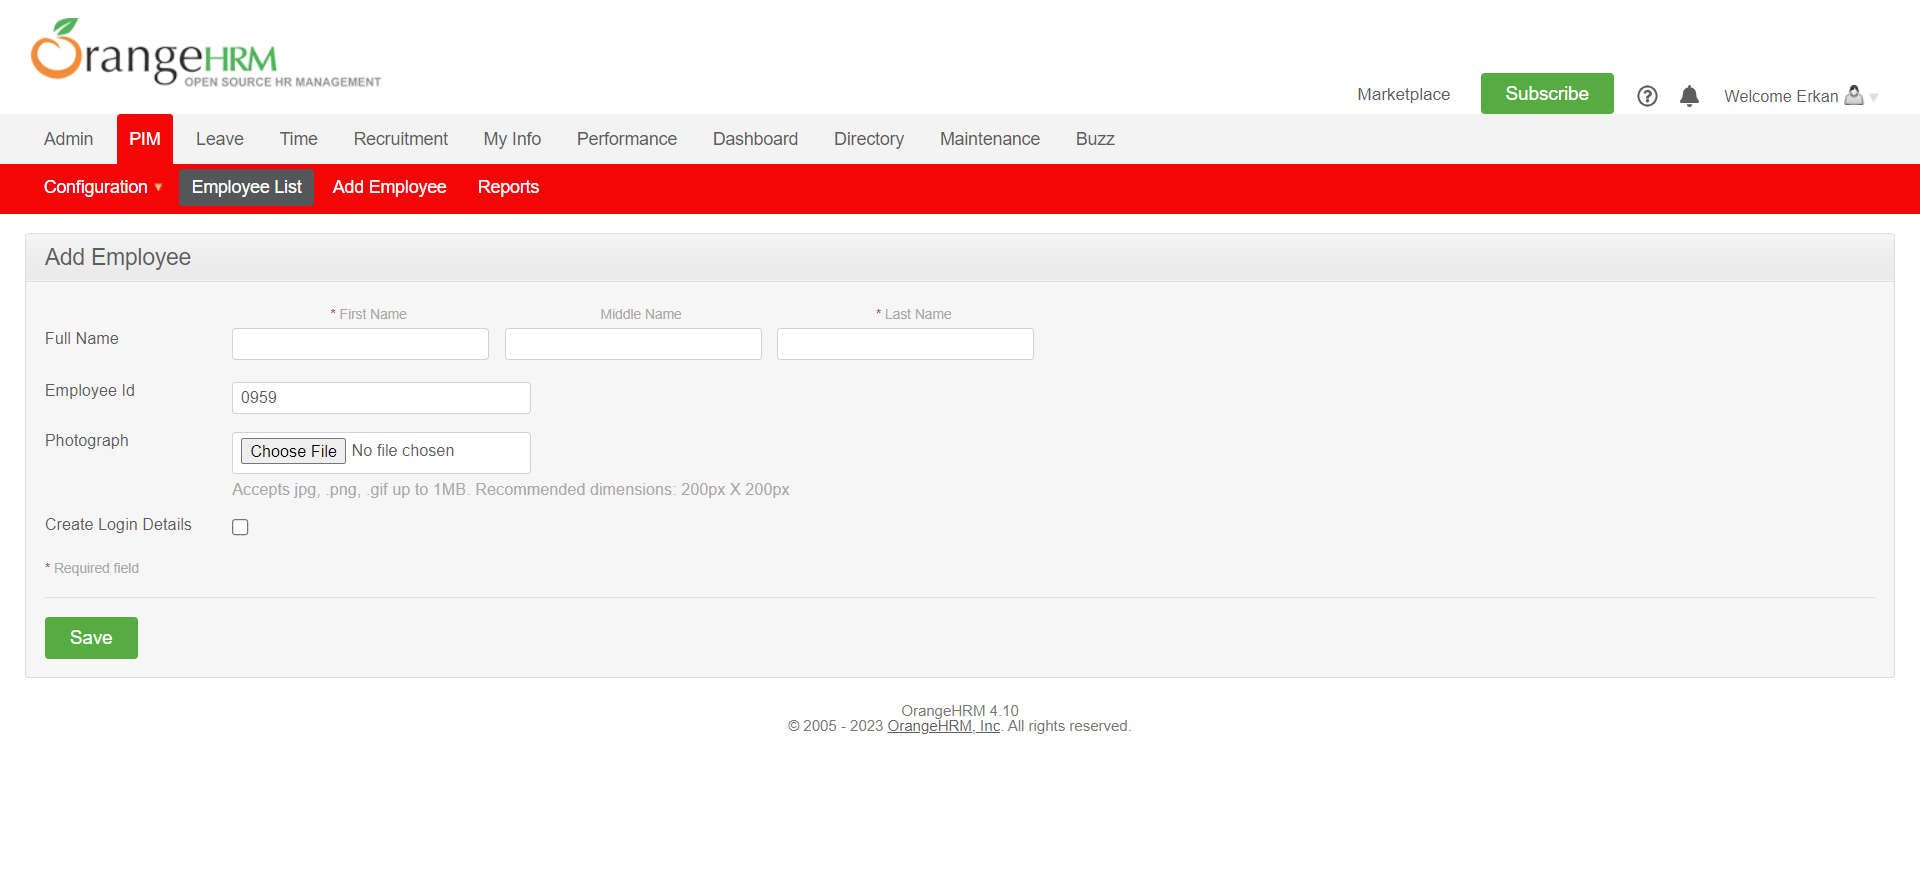 OrangeHRM
OPEN SOURCE HR MANAGEMENT
Marketplace Subscribe Welcome Erkan
Admin PIM Leave Time Recruitment My Info Performance Dashboard Directory Maintenance Buzz
Configuration Employee List Add Employee Reports
Add Employee
* First Name Middle Name * Last Name
Full Name
Employee Id 0959
Photograph Choose File No file chosen
Accepts jpg, .png, .gif up to 1MB. Recommended dimensions: 200px X 200px
Create Login Details
* Required field
Save
OrangeHRM 4.10
© 2005 - 2023 OrangeHRM, Inc. All rights reserved.